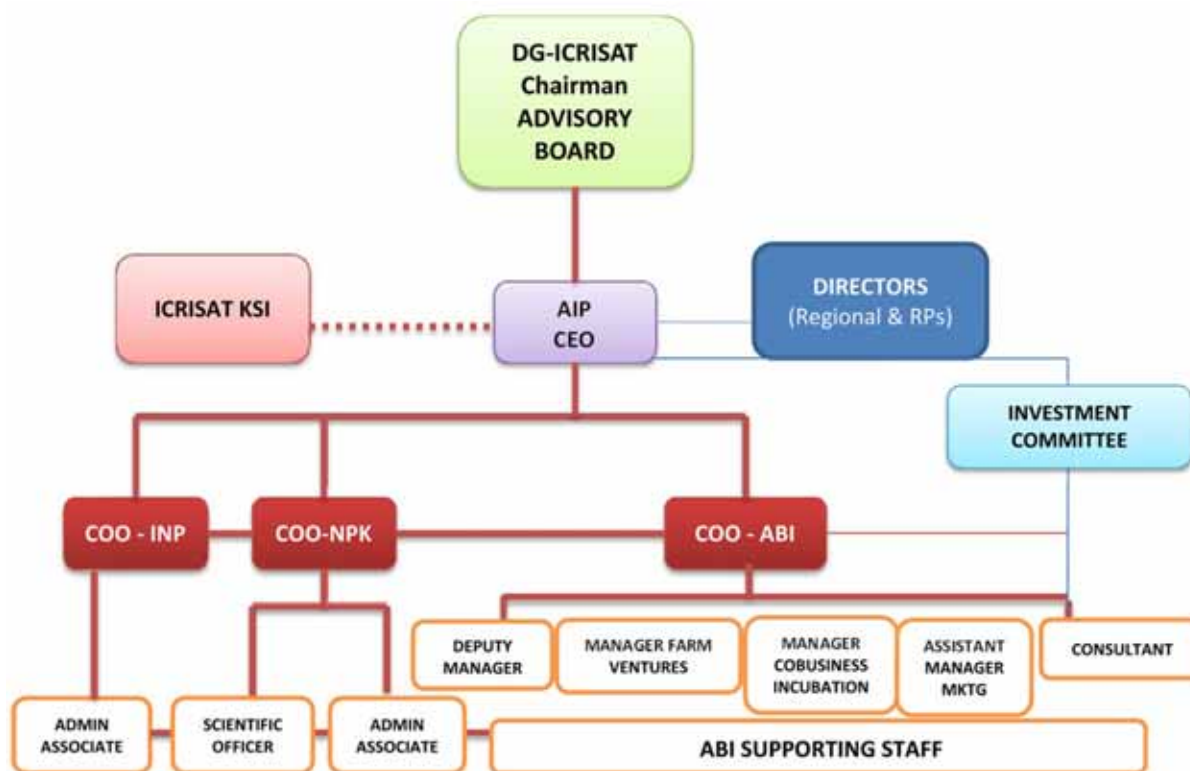 DG-ICRISAT
Chairman
ADVISORY
BOARD
ICRISAT KSI
AIP
CEO
DIRECTORS
(Regional & RPs)
INVESTMENT
COMMITTEE
COO - INP
COO-NPK
COO - ABI
DEPUTY
MANAGER
MANAGER FARM
VENTURES
MANAGER
COBUSINESS
INCUBATION
ASSISTANT
MANAGER
MKTG
CONSULTANT
ADMIN
ASSOCIATE
SCIENTIFIC
OFFICER
ADMIN
ASSOCIATE
ABI SUPPORTING STAFF